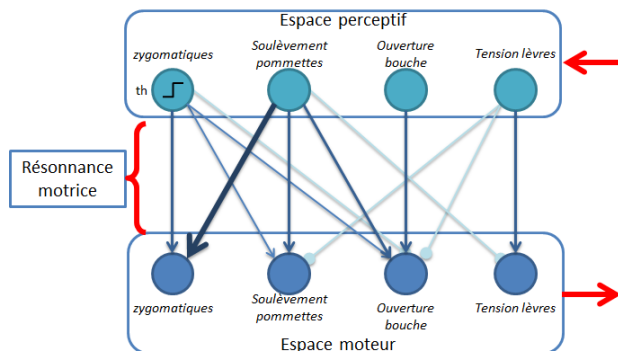 Espace perceptif
zygomatiques
Soulèvement
pommettes
Ouverture
bouche
Tension lèvres
th
Résonnance
motrice
zygomatiques
Soulèvement
pommettes
Ouverture
bouche
Tension lèvres
Espace moteur